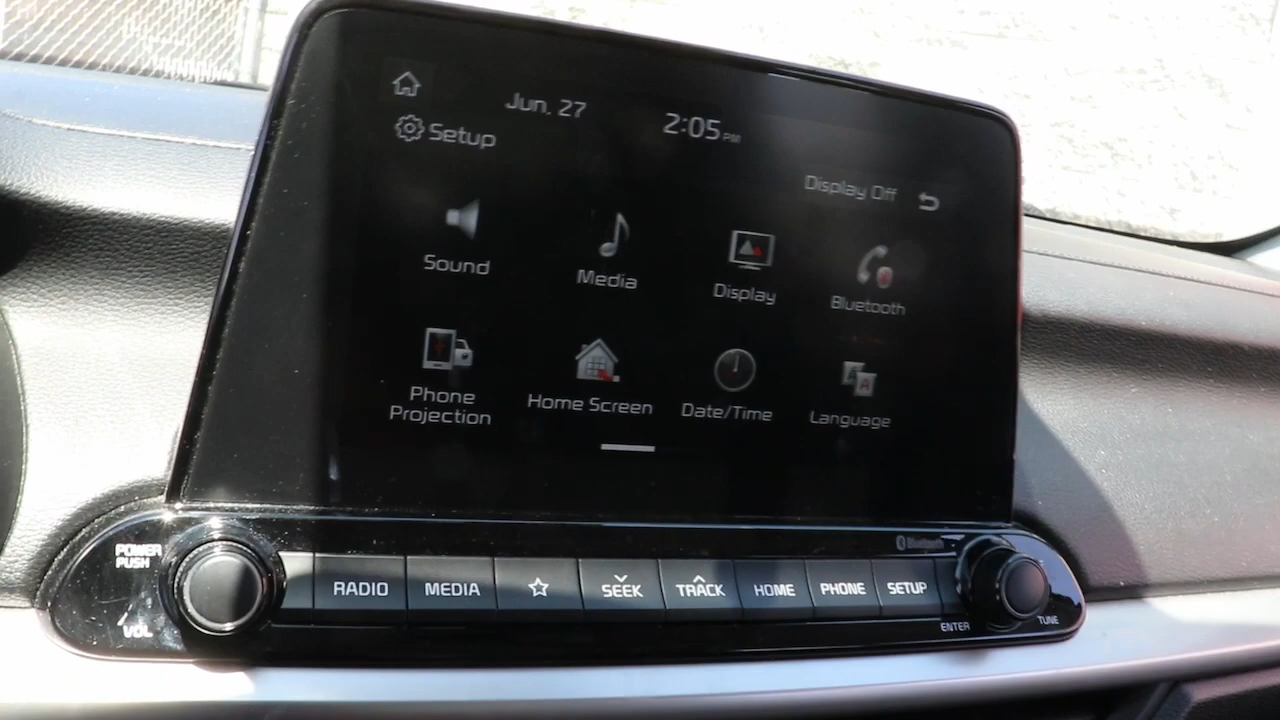 Jun. 27 2:05 PM
Setup
Display Off
Sound Media Display Bluetooth
Phone Projection Home Screen Date/Time Language
Bluetooth
POWER
PUSH
RADIO MEDIA SEEK TRACK HOME PHONE SETUP
VOL ENTER TUNE